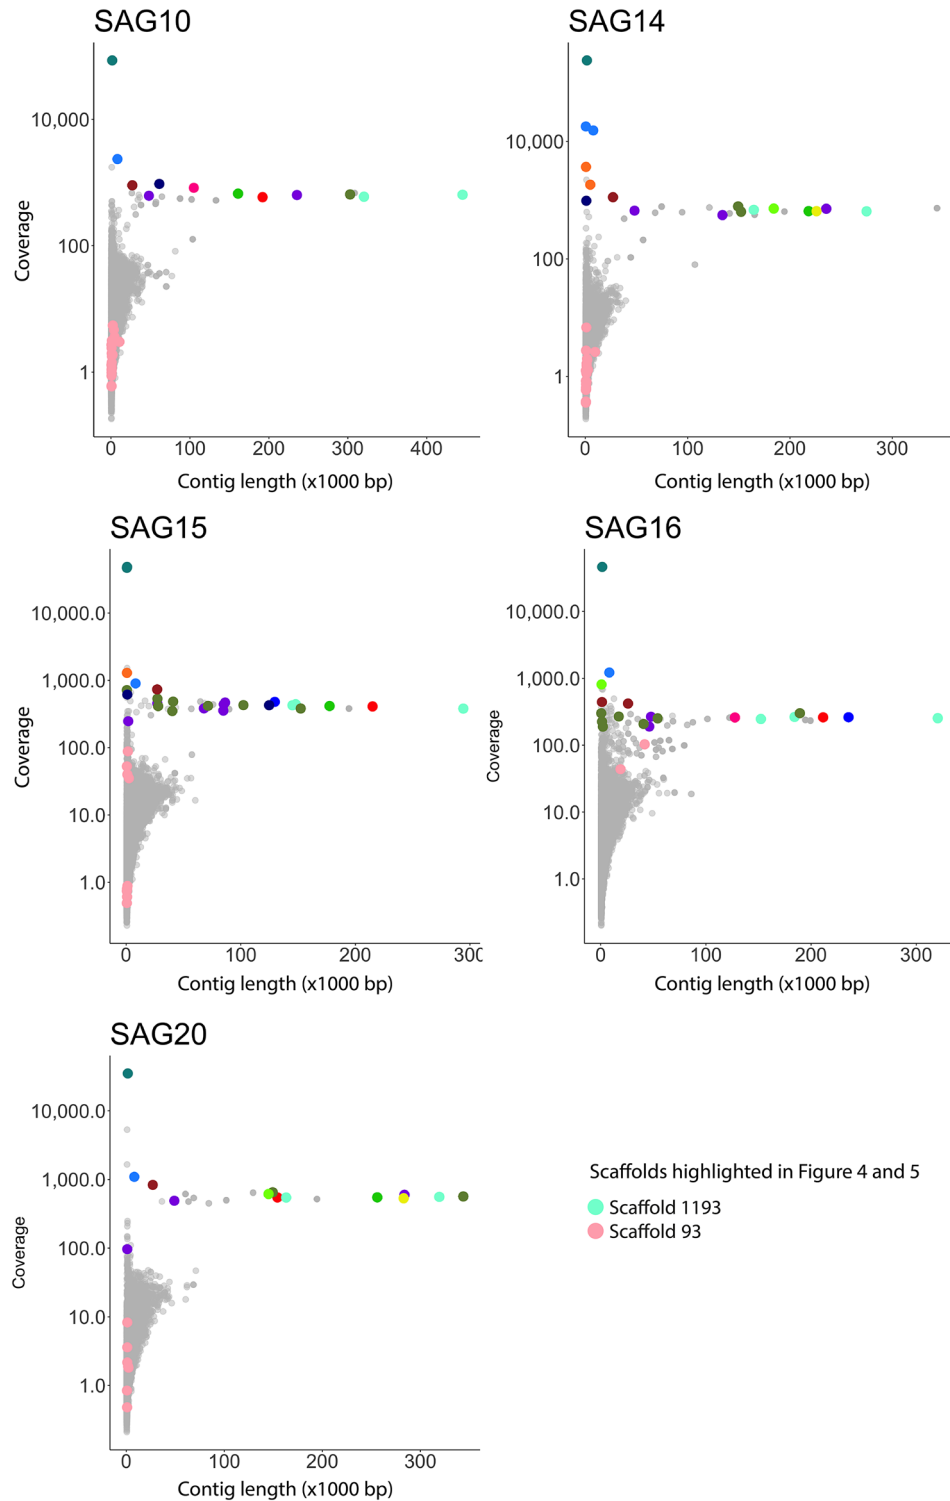 SAG10
SAG14
10,000
100
1
Coverage
0 100 200 300 400
Contig length (x1000 bp)
10,000
100
1
Coverage
0 100 200 300
Contig length (x1000 bp)
SAG15
SAG16
10,000.0
1,000.0
100.0
10.0
1.0
Coverage
0 100 200 300
Contig length (x1000 bp)
10,000.0
1,000.0
100.0
10.0
1.0
Coverage
0 100 200 300
Contig length (x1000 bp)
SAG20
10,000.0
1,000.0
100.0
10.0
1.0
Coverage
0 100 200 300
Contig length (x1000 bp)
Scaffolds highlighted in Figure 4 and 5
Scaffold 1193
Scaffold 93